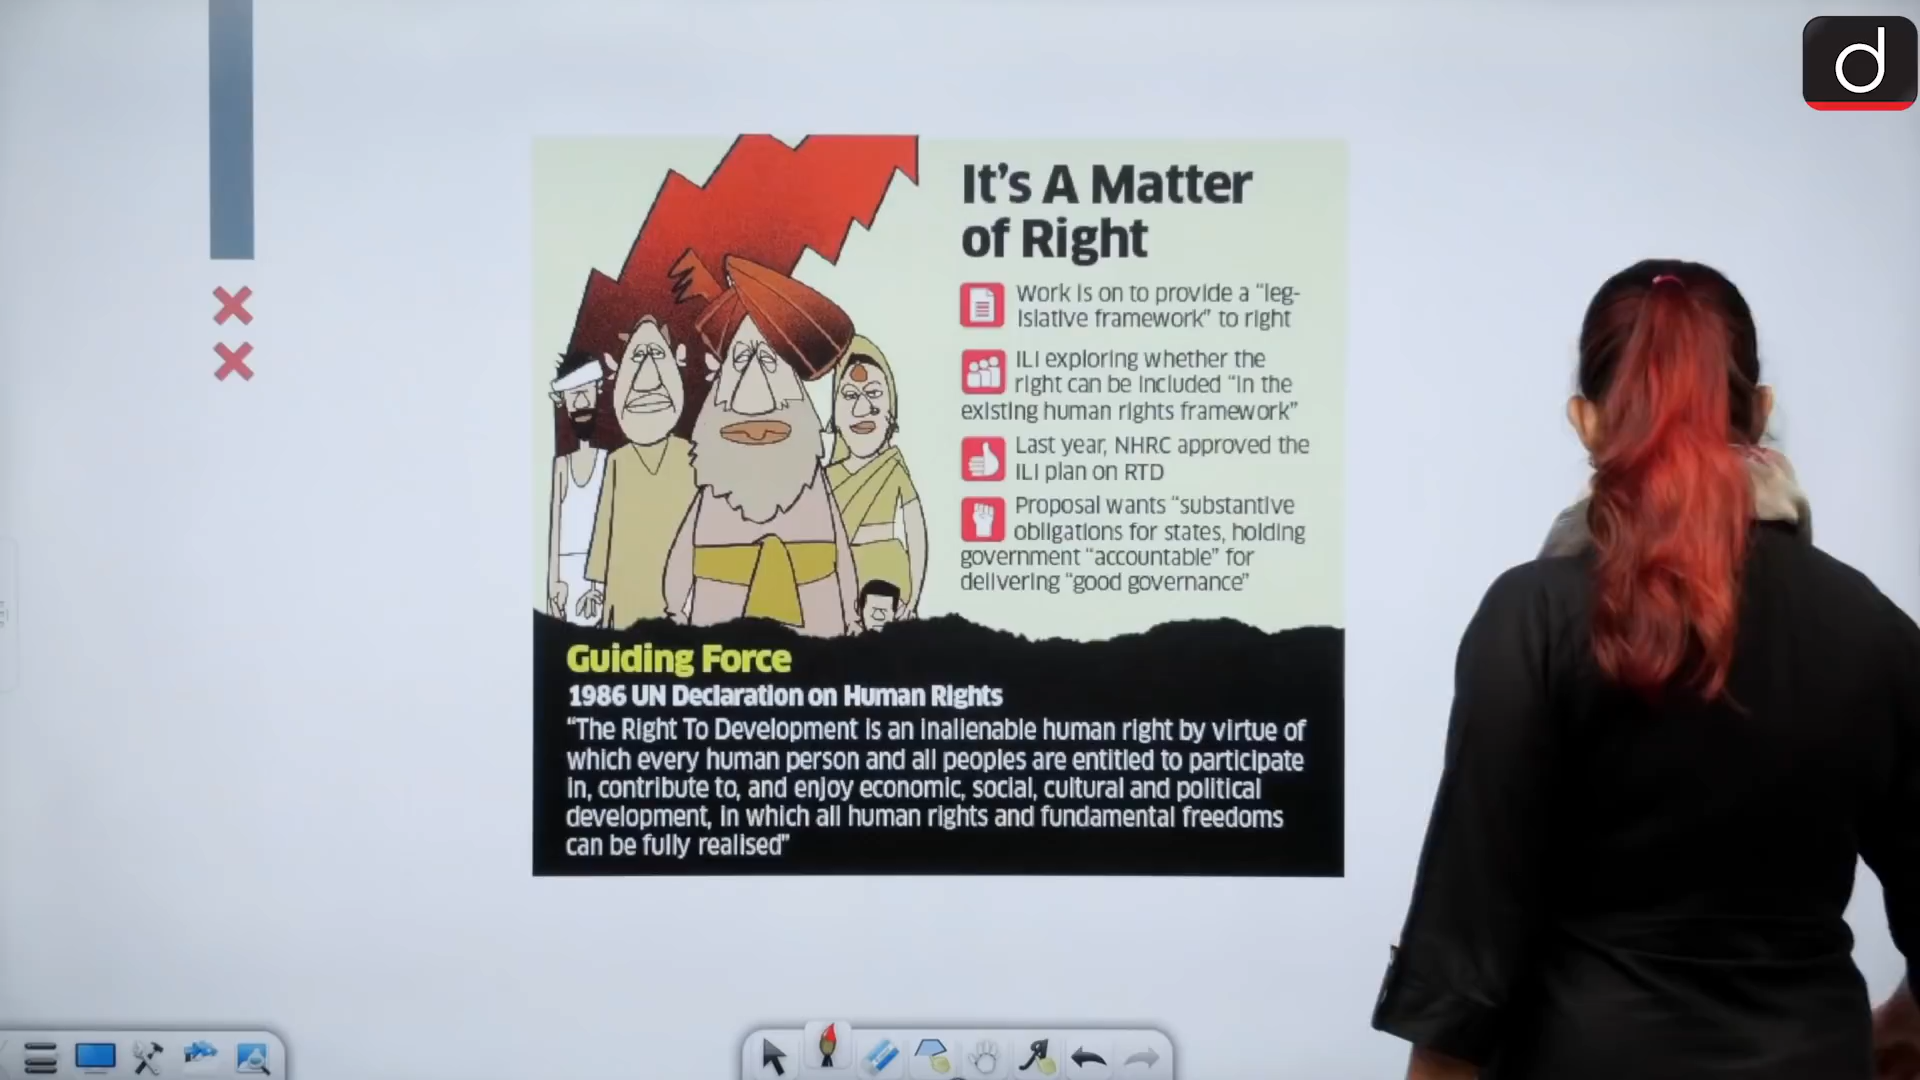 d
It's A Matter
of Right
Work is on to provide a "leg-
islative framework" to right
ILI exploring whether the
right can be included "in the
existing human rights framework"
Last year, NHRC approved the
ILI plan on RTD
Proposal wants "substantive
obligations for states, holding
government "accountable" for
delivering "good governance"
Guiding Force
1986 UN Declaration on Human Rights
"The Right To Development is an inalienable human right by virtue of
which every human person and all peoples are entitled to participate
in, contribute to, and enjoy economic, social, cultural and political
development, in which all human rights and fundamental freedoms
can be fully realised"